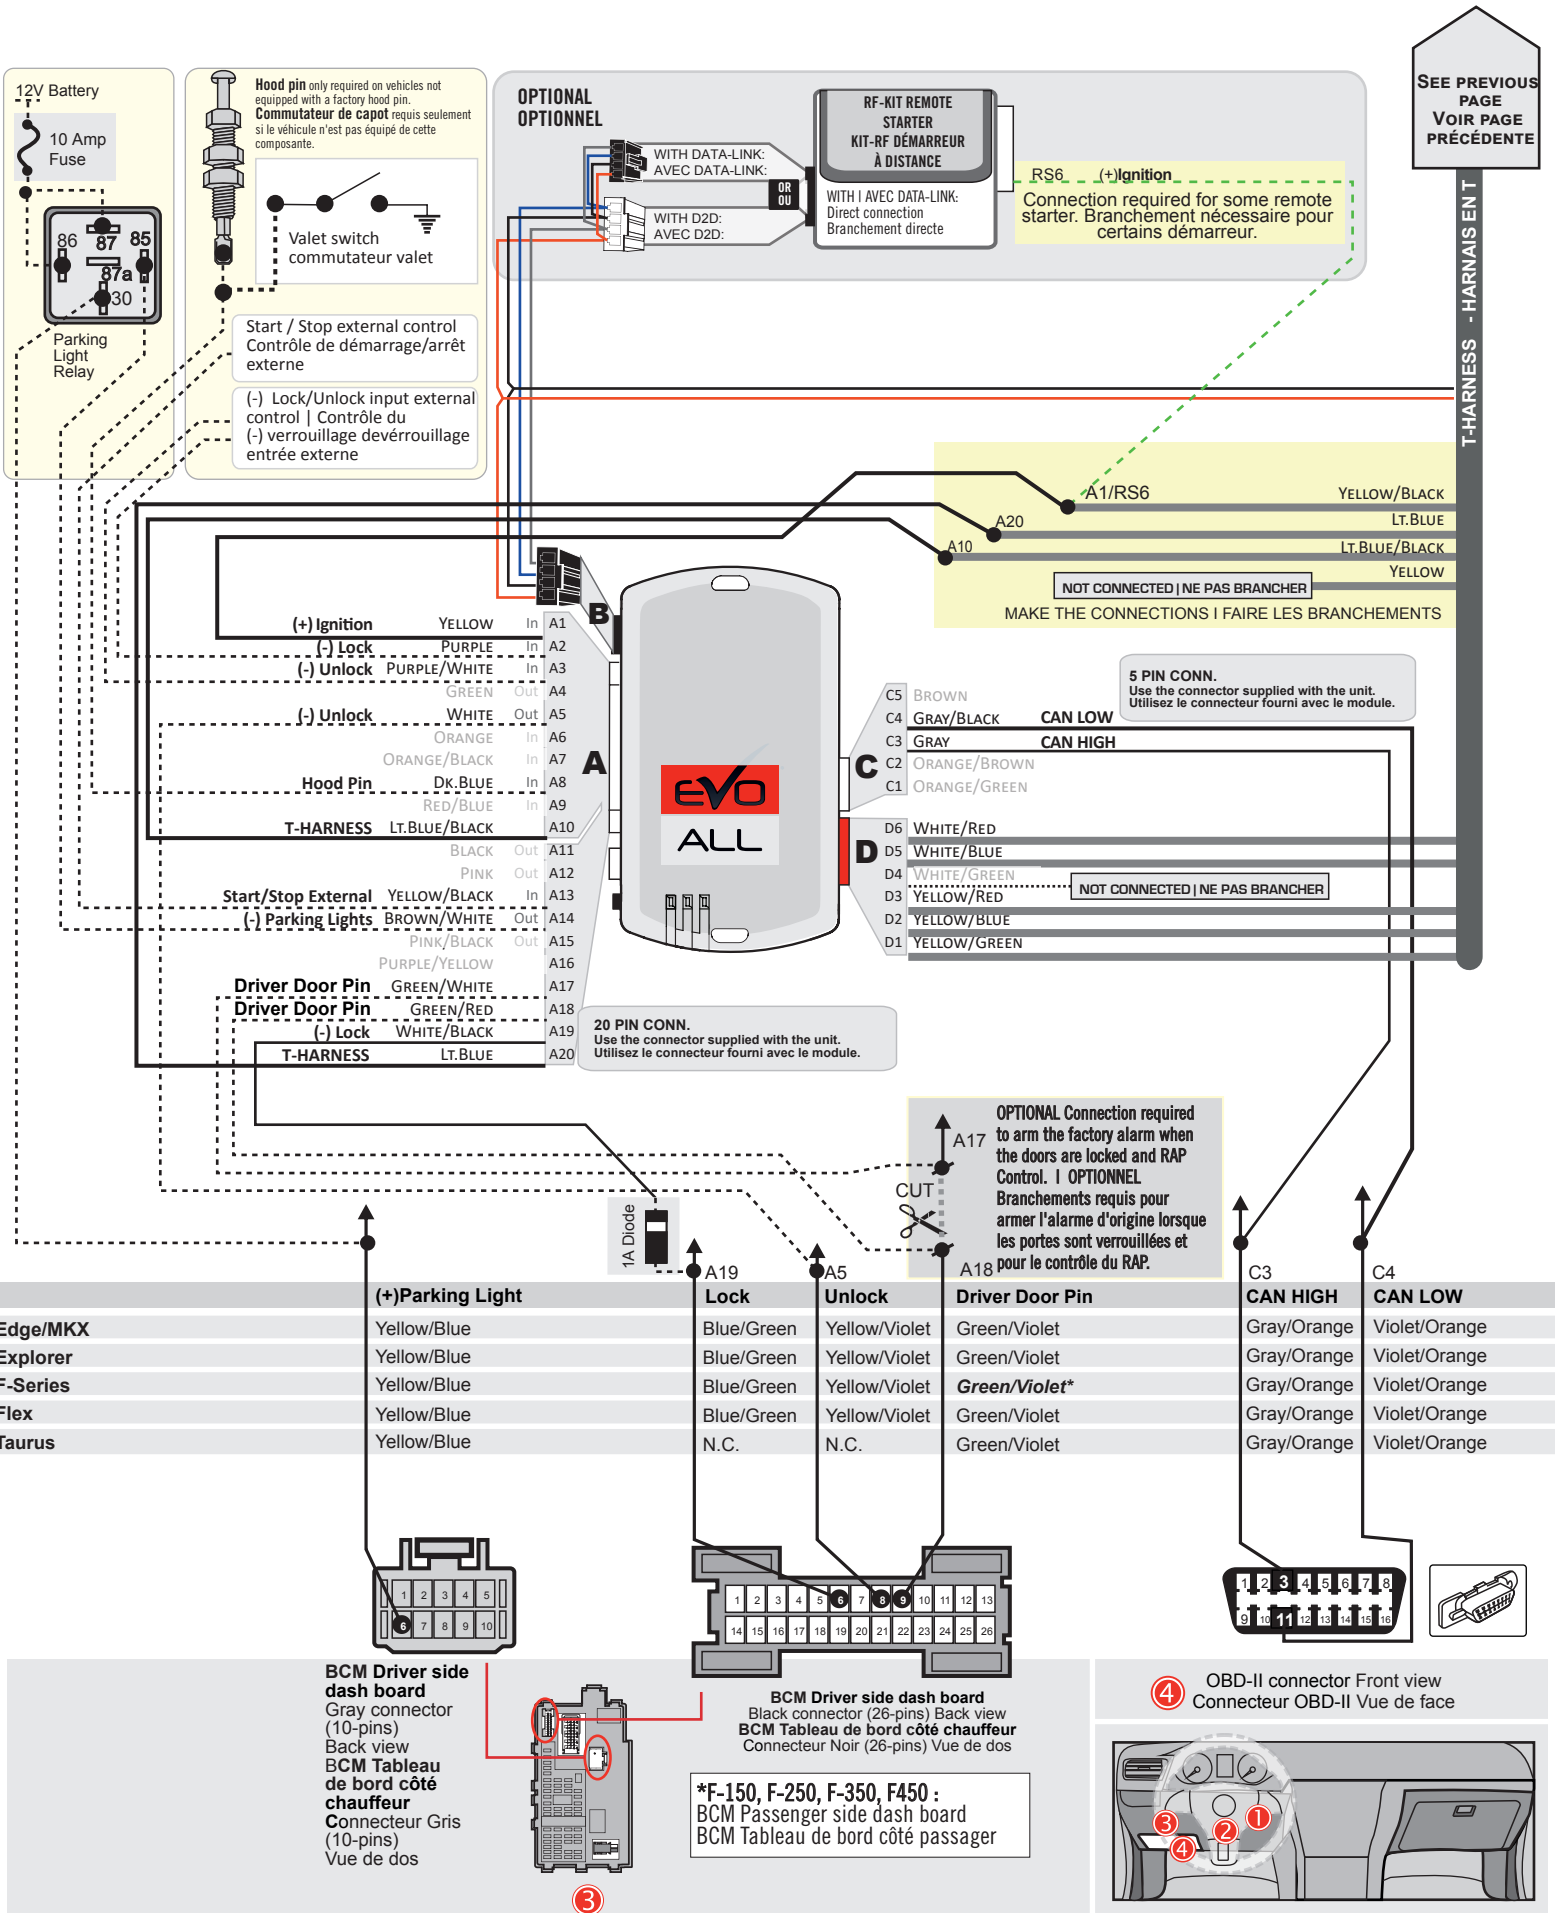 12V Battery
10 Amp
Fuse
86
87
85
87a
30
Parking
Light
Relay
Hood pin only required on vehicles not
equipped with a factory hood pin.
Commutateur de capot requis seulement
si le véhicule n'est pas équipé de cette
composante.
Valet switch
commutateur valet
Start / Stop external control
Contrôle de démarrage/arrêt
externe
(-) Lock/Unlock input external
control | Contrôle du
(-) verrouillage devérrouillage
entrée externe
OPTIONAL
OPTIONNEL
WITH DATA-LINK:
AVEC DATA-LINK:
OR
OU
WITH D2D:
AVEC D2D:
RF-KIT REMOTE
STARTER
KIT-RF DÉMARREUR
À DISTANCE
WITH I AVEC DATA-LINK:
Direct connection
Branchement directe
RS6 (+)Ignition
Connection required for some remote
starter. Branchement nécessaire pour
certains démarreur.
SEE PREVIOUS
PAGE
VOIR PAGE
PRÉCÉDENTE
T-HARNESS - HARNAIS EN T
A1/RS6 YELLOW/BLACK
A20 LT.BLUE
A10 LT.BLUE/BLACK
YELLOW
NOT CONNECTED | NE PAS BRANCHER
MAKE THE CONNECTIONS I FAIRE LES BRANCHEMENTS
B
A
(+) Ignition YELLOW In A1
(-) Lock PURPLE In A2
(-) Unlock PURPLE/WHITE In A3
GREEN Out A4
(-) Unlock WHITE Out A5
ORANGE In A6
ORANGE/BLACK In A7
Hood Pin DK.BLUE In A8
RED/BLUE In A9
T-HARNESS LT.BLUE/BLACK A10
BLACK Out A11
PINK Out A12
Start/Stop External YELLOW/BLACK In A13
(-) Parking Lights BROWN/WHITE Out A14
PINK/BLACK Out A15
PURPLE/YELLOW A16
Driver Door Pin GREEN/WHITE A17
Driver Door Pin GREEN/RED A18
(-) Lock WHITE/BLACK A19
T-HARNESS LT.BLUE A20
EVO
ALL
20 PIN CONN.
Use the connector supplied with the unit.
Utilisez le connecteur fourni avec le module.
5 PIN CONN.
Use the connector supplied with the unit.
Utilisez le connecteur fourni avec le module.
C
C5 BROWN
C4 GRAY/BLACK CAN LOW
C3 GRAY CAN HIGH
C2 ORANGE/BROWN
C1 ORANGE/GREEN
D
D6 WHITE/RED
D5 WHITE/BLUE
D4 WHITE/GREEN
NOT CONNECTED | NE PAS BRANCHER
D3 YELLOW/RED
D2 YELLOW/BLUE
D1 YELLOW/GREEN
1A Diode
A17
CUT
A18
OPTIONAL Connection required
to arm the factory alarm when
the doors are locked and RAP
Control. I OPTIONNEL
Branchements requis pour
armer l'alarme d'origine lorsque
les portes sont verrouillées et
pour le contrôle du RAP.
A19 A5 C3 C4
(+)Parking Light Lock Unlock Driver Door Pin CAN HIGH CAN LOW
Edge/MKX Yellow/Blue Blue/Green Yellow/Violet Green/Violet Gray/Orange Violet/Orange
Explorer Yellow/Blue Blue/Green Yellow/Violet Green/Violet Gray/Orange Violet/Orange
F-Series Yellow/Blue Blue/Green Yellow/Violet Green/Violet* Gray/Orange Violet/Orange
Flex Yellow/Blue Blue/Green Yellow/Violet Green/Violet Gray/Orange Violet/Orange
Taurus Yellow/Blue N.C. N.C. Green/Violet Gray/Orange Violet/Orange
1 2 3 4 5
6 7 8 9 10
1 2 3 4 5 6 7 8 9 10 11 12 13
14 15 16 17 18 19 20 21 22 23 24 25 26
1 2 3 4 5 6 7 8
9 10 11 12 13 14 15 16
BCM Driver side
dash board
Gray connector
(10-pins)
Back view
BCM Tableau
de bord côté
chauffeur
Connecteur Gris
(10-pins)
Vue de dos
3
BCM Driver side dash board
Black connector (26-pins) Back view
BCM Tableau de bord côté chauffeur
Connecteur Noir (26-pins) Vue de dos
*F-150, F-250, F-350, F450 :
BCM Passenger side dash board
BCM Tableau de bord côté passager
4
OBD-II connector Front view
Connecteur OBD-II Vue de face
1
2
3
4